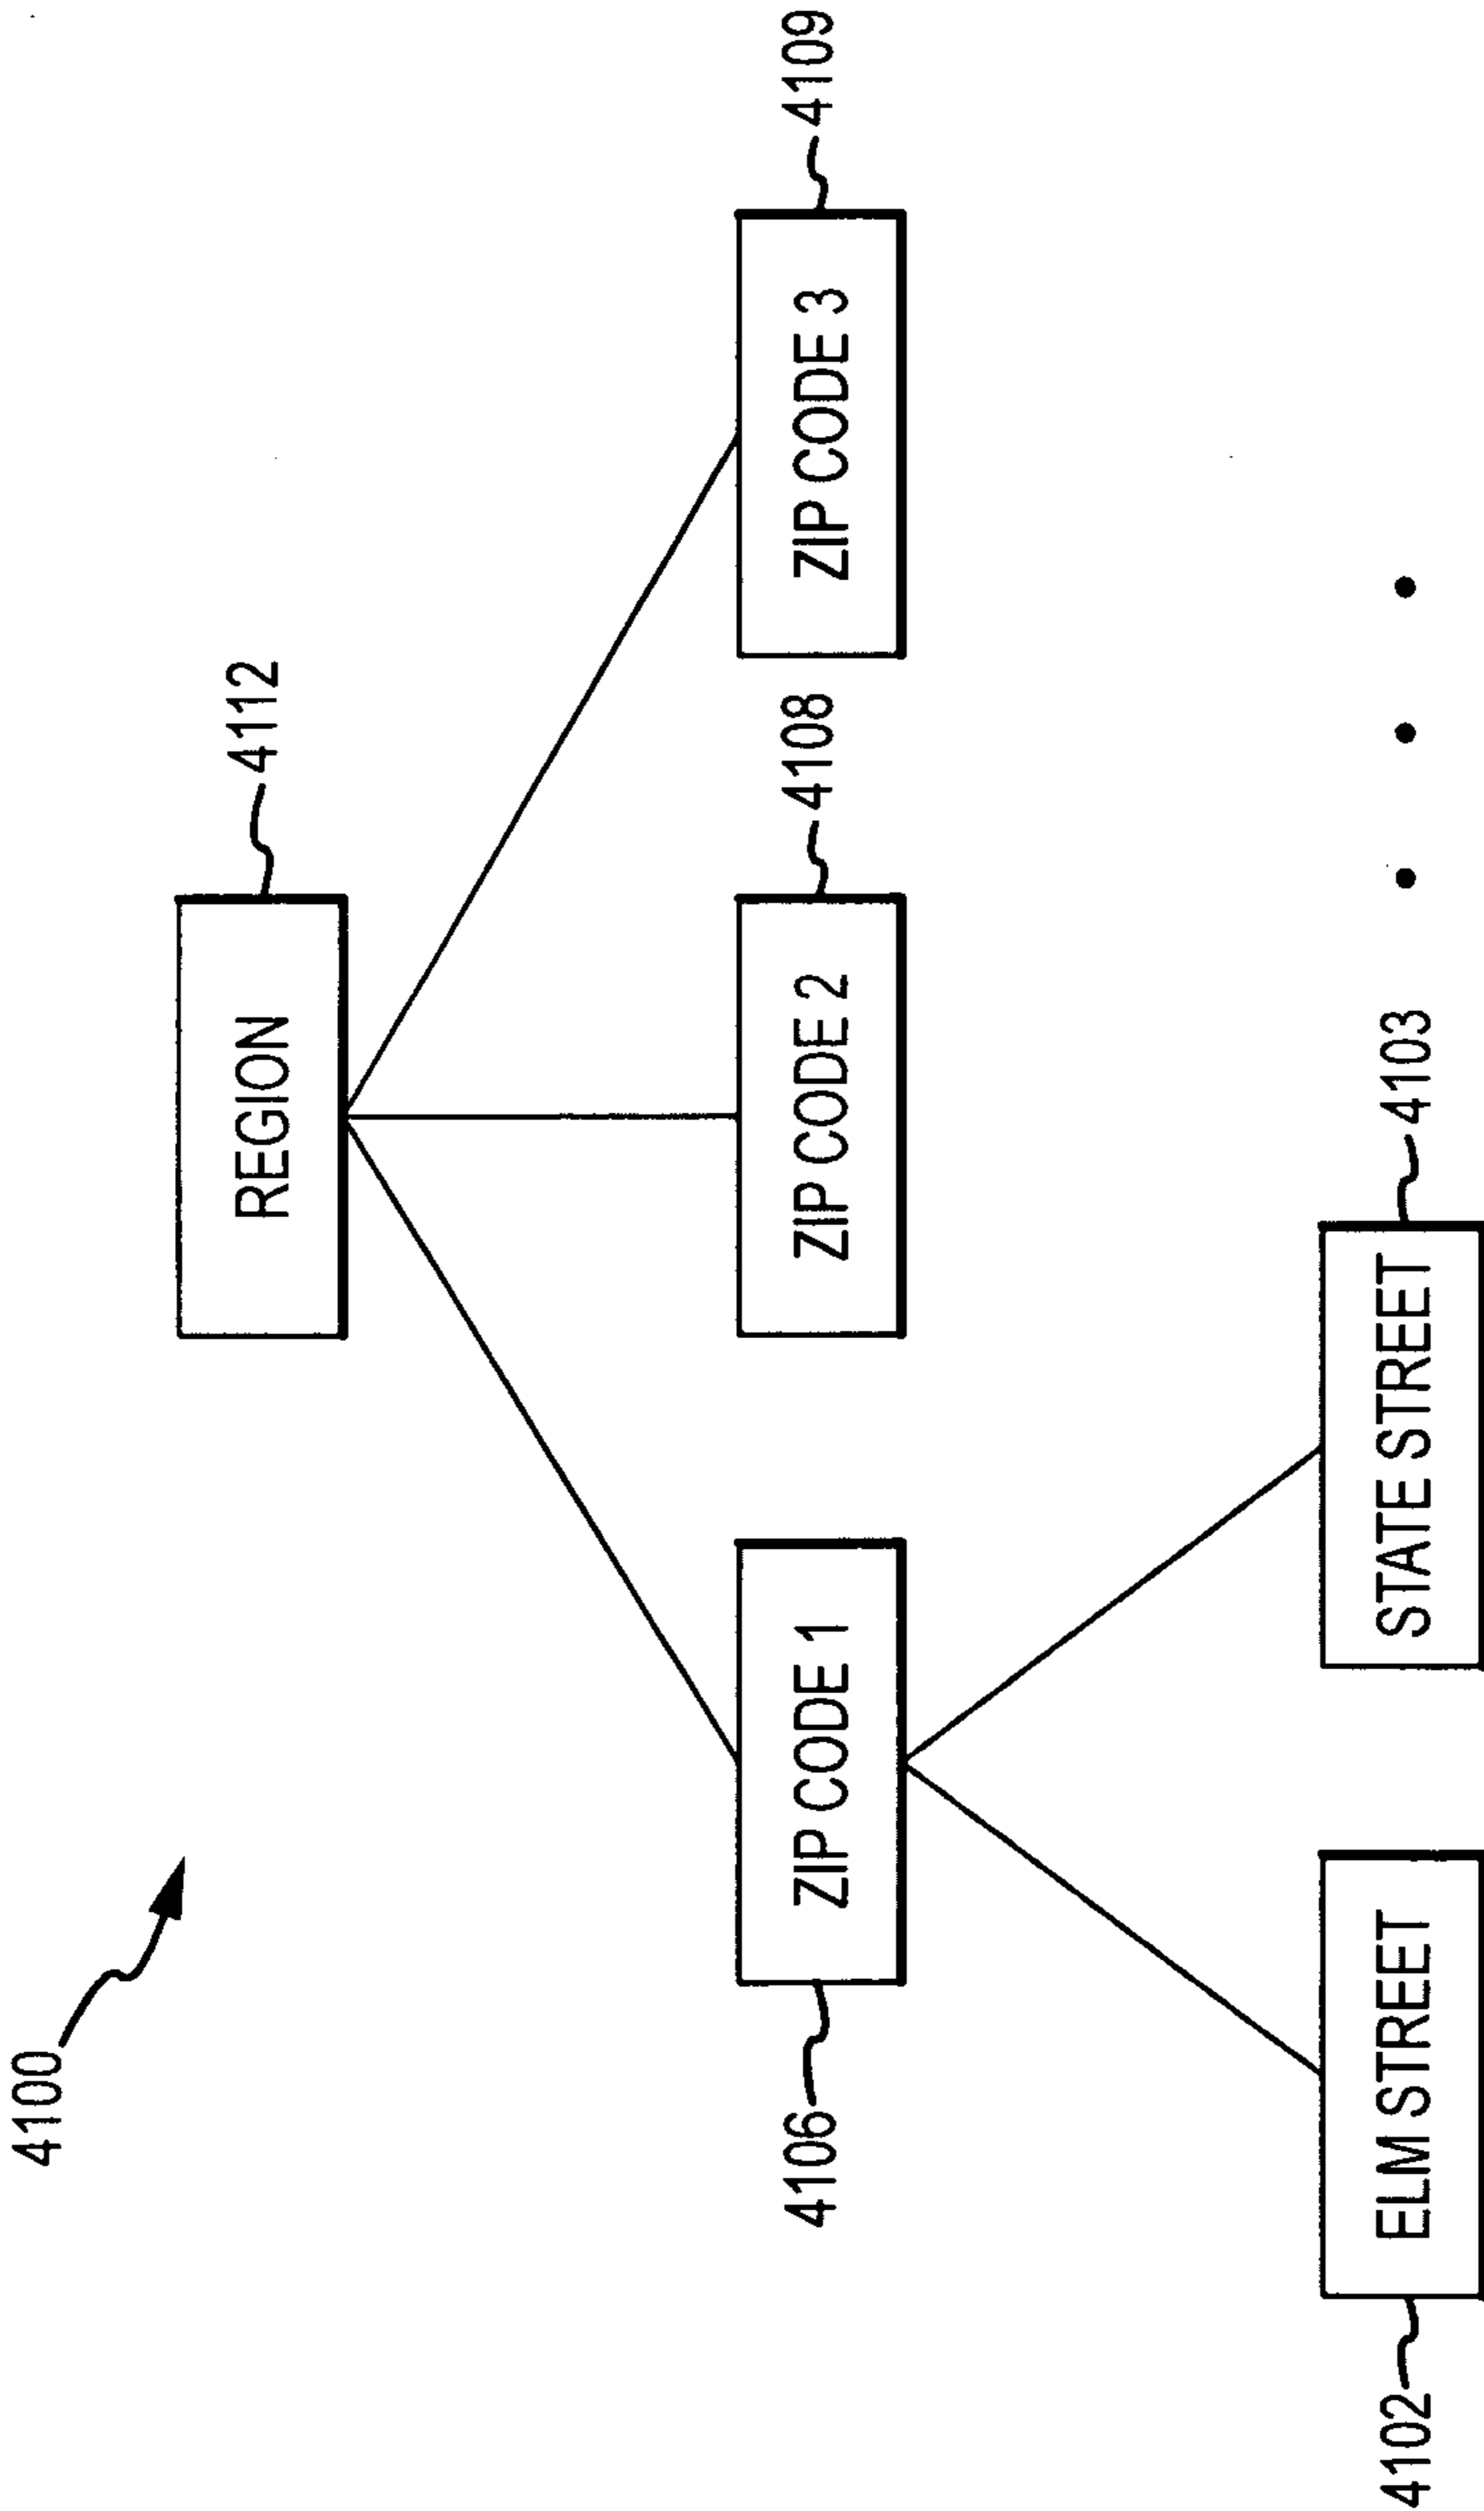 4100
REGION
4112
4106
ZIP CODE 1
ZIP CODE 2
4108
ZIP CODE 3
4109
4102
ELM STREET
STATE STREET
4103